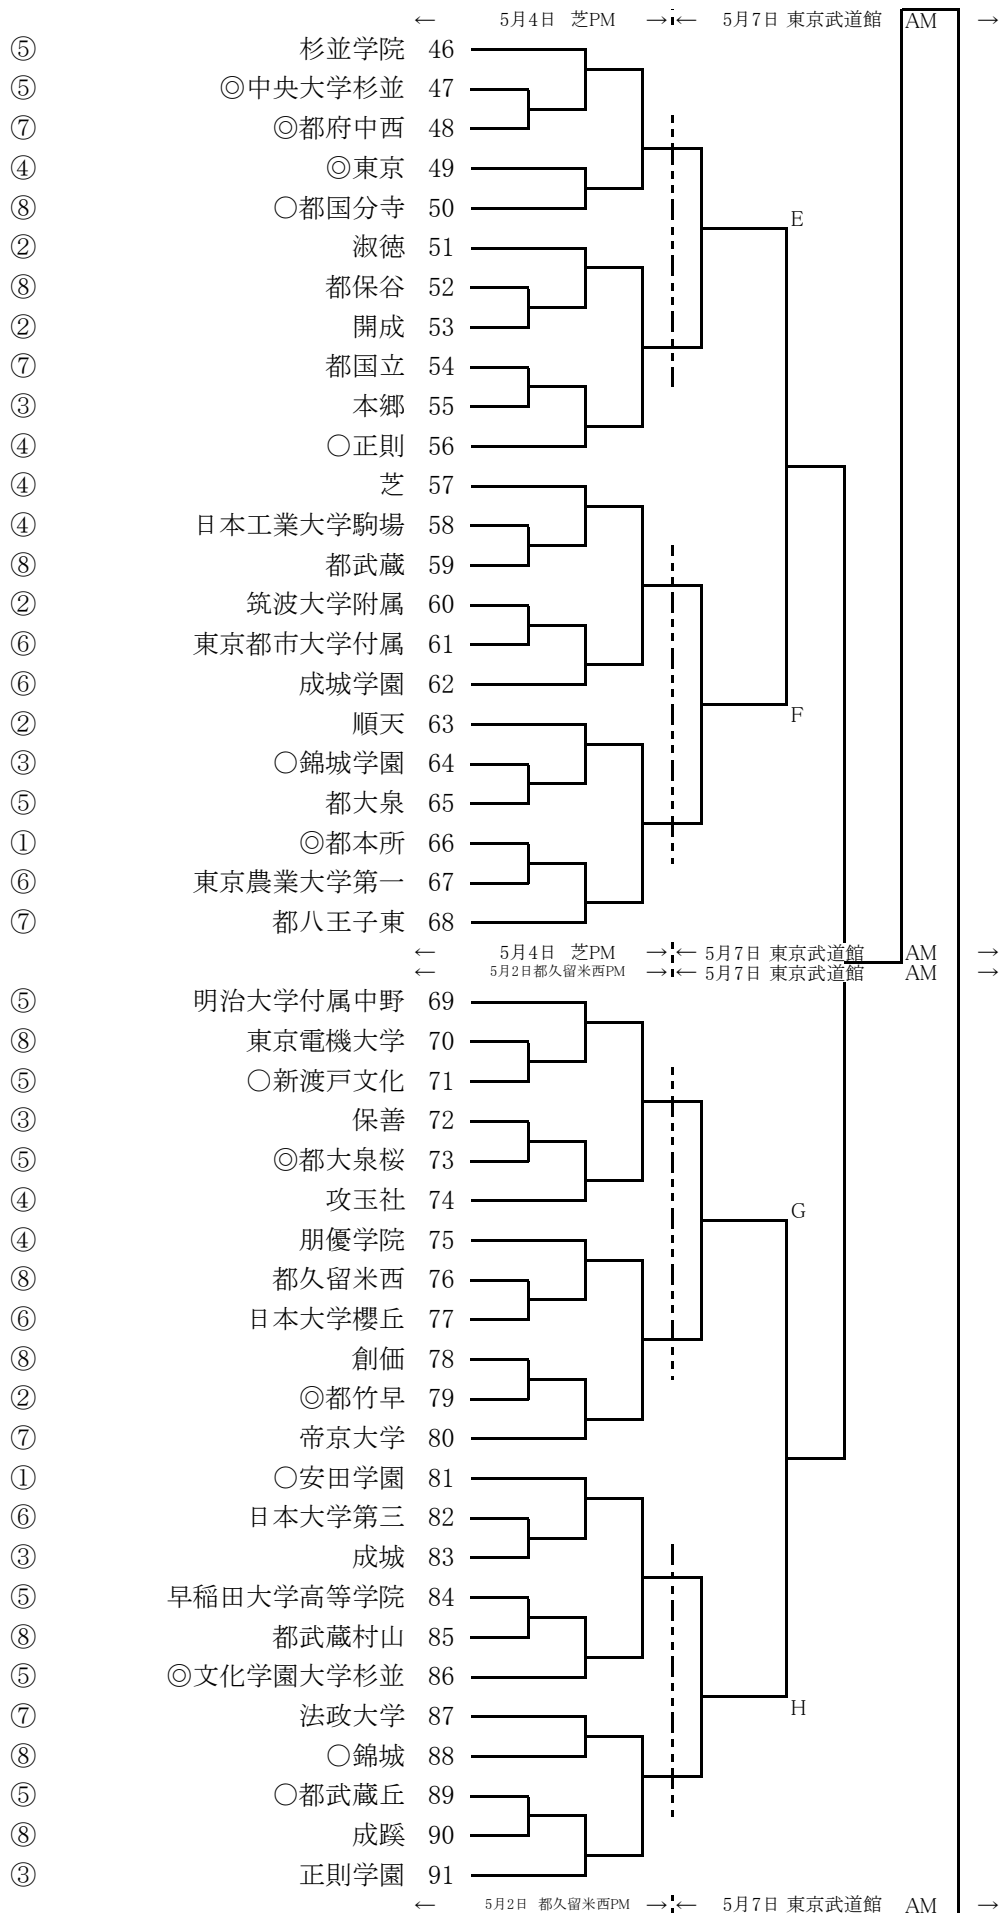 ← 5月4日 芝PM → ← 5月7日 東京武道館 AM →
⑤ 杉並学院 46
⑤ ◎中央大学杉並 47
⑦ ◎都府中西 48
④ ◎東京 49
⑧ ○都国分寺 50
E
② 淑徳 51
⑧ 都保谷 52
② 開成 53
⑦ 都国立 54
③ 本郷 55
④ ○正則 56
④ 芝 57
④ 日本工業大学駒場 58
⑧ 都武蔵 59
② 筑波大学附属 60
⑥ 東京都市大学付属 61
⑥ 成城学園 62
F
② 順天 63
③ ○錦城学園 64
⑤ 都大泉 65
① ◎都本所 66
⑥ 東京農業大学第一 67
⑦ 都八王子東 68
← 5月4日 芝PM → ← 5月7日 東京武道館 AM →
← 5月2日都久留米西PM → ← 5月7日 東京武道館 AM →
⑤ 明治大学付属中野 69
⑧ 東京電機大学 70
⑤ ○新渡戸文化 71
③ 保善 72
⑤ ◎都大泉桜 73
④ 攻玉社 74
G
④ 朋優学院 75
⑧ 都久留米西 76
⑥ 日本大学櫻丘 77
⑧ 創価 78
② ◎都竹早 79
⑦ 帝京大学 80
① ○安田学園 81
⑥ 日本大学第三 82
③ 成城 83
⑤ 早稲田大学高等学院 84
⑧ 都武蔵村山 85
⑤ ◎文化学園大学杉並 86
H
⑦ 法政大学 87
⑧ ○錦城 88
⑤ ○都武蔵丘 89
⑧ 成蹊 90
③ 正則学園 91
← 5月2日 都久留米西PM → ← 5月7日 東京武道館 AM →